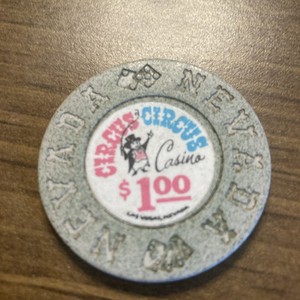 NEVADA
NEVADA
CIRCUS CIRCUS
Casino
$1.00
LAS VEGAS, NEVADA